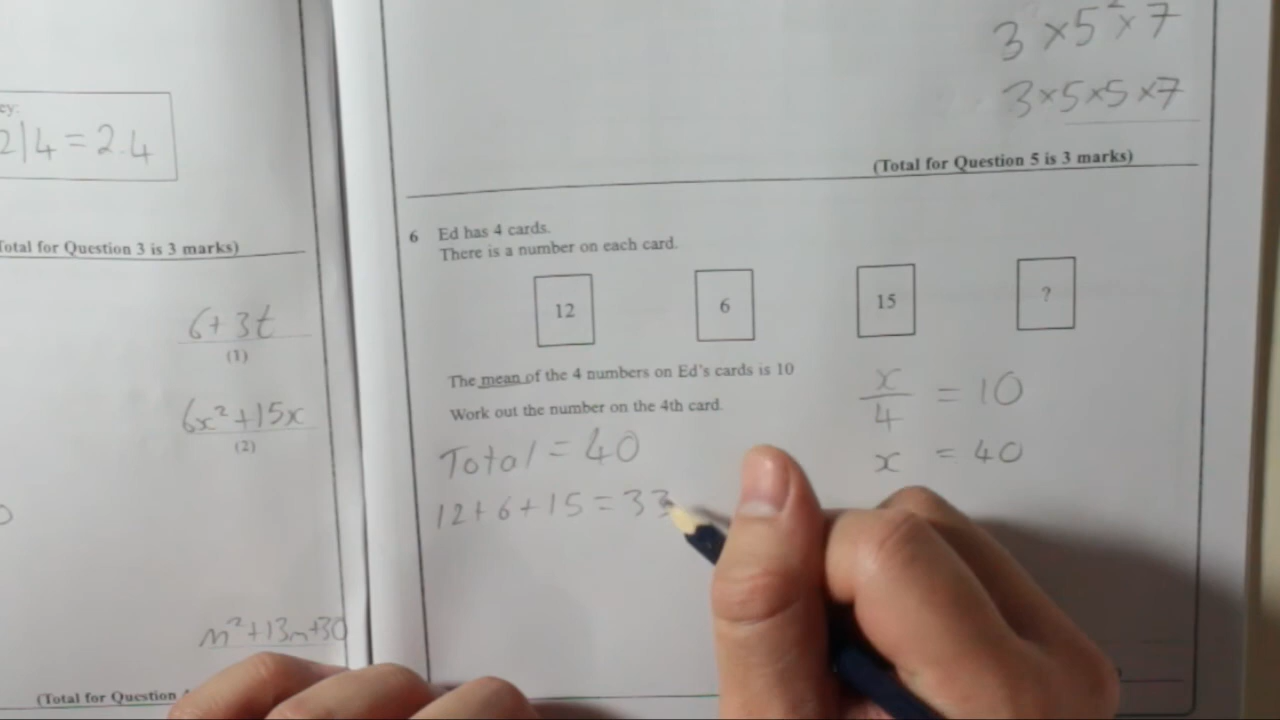 ey:
2|4 = 2.4
Total for Question 3 is 3 marks)
6+3t
(1)
6x²+15x
(2)
m²+13m+30
(Total for Question
3×5²×7
3×5×5×7
(Total for Question 5 is 3 marks)
6 Ed has 4 cards.
There is a number on each card.
12 6 15 ?
The mean of the 4 numbers on Ed's cards is 10
Work out the number on the 4th card.
x/4 = 10
x = 40
Total = 40
12+6+15=33